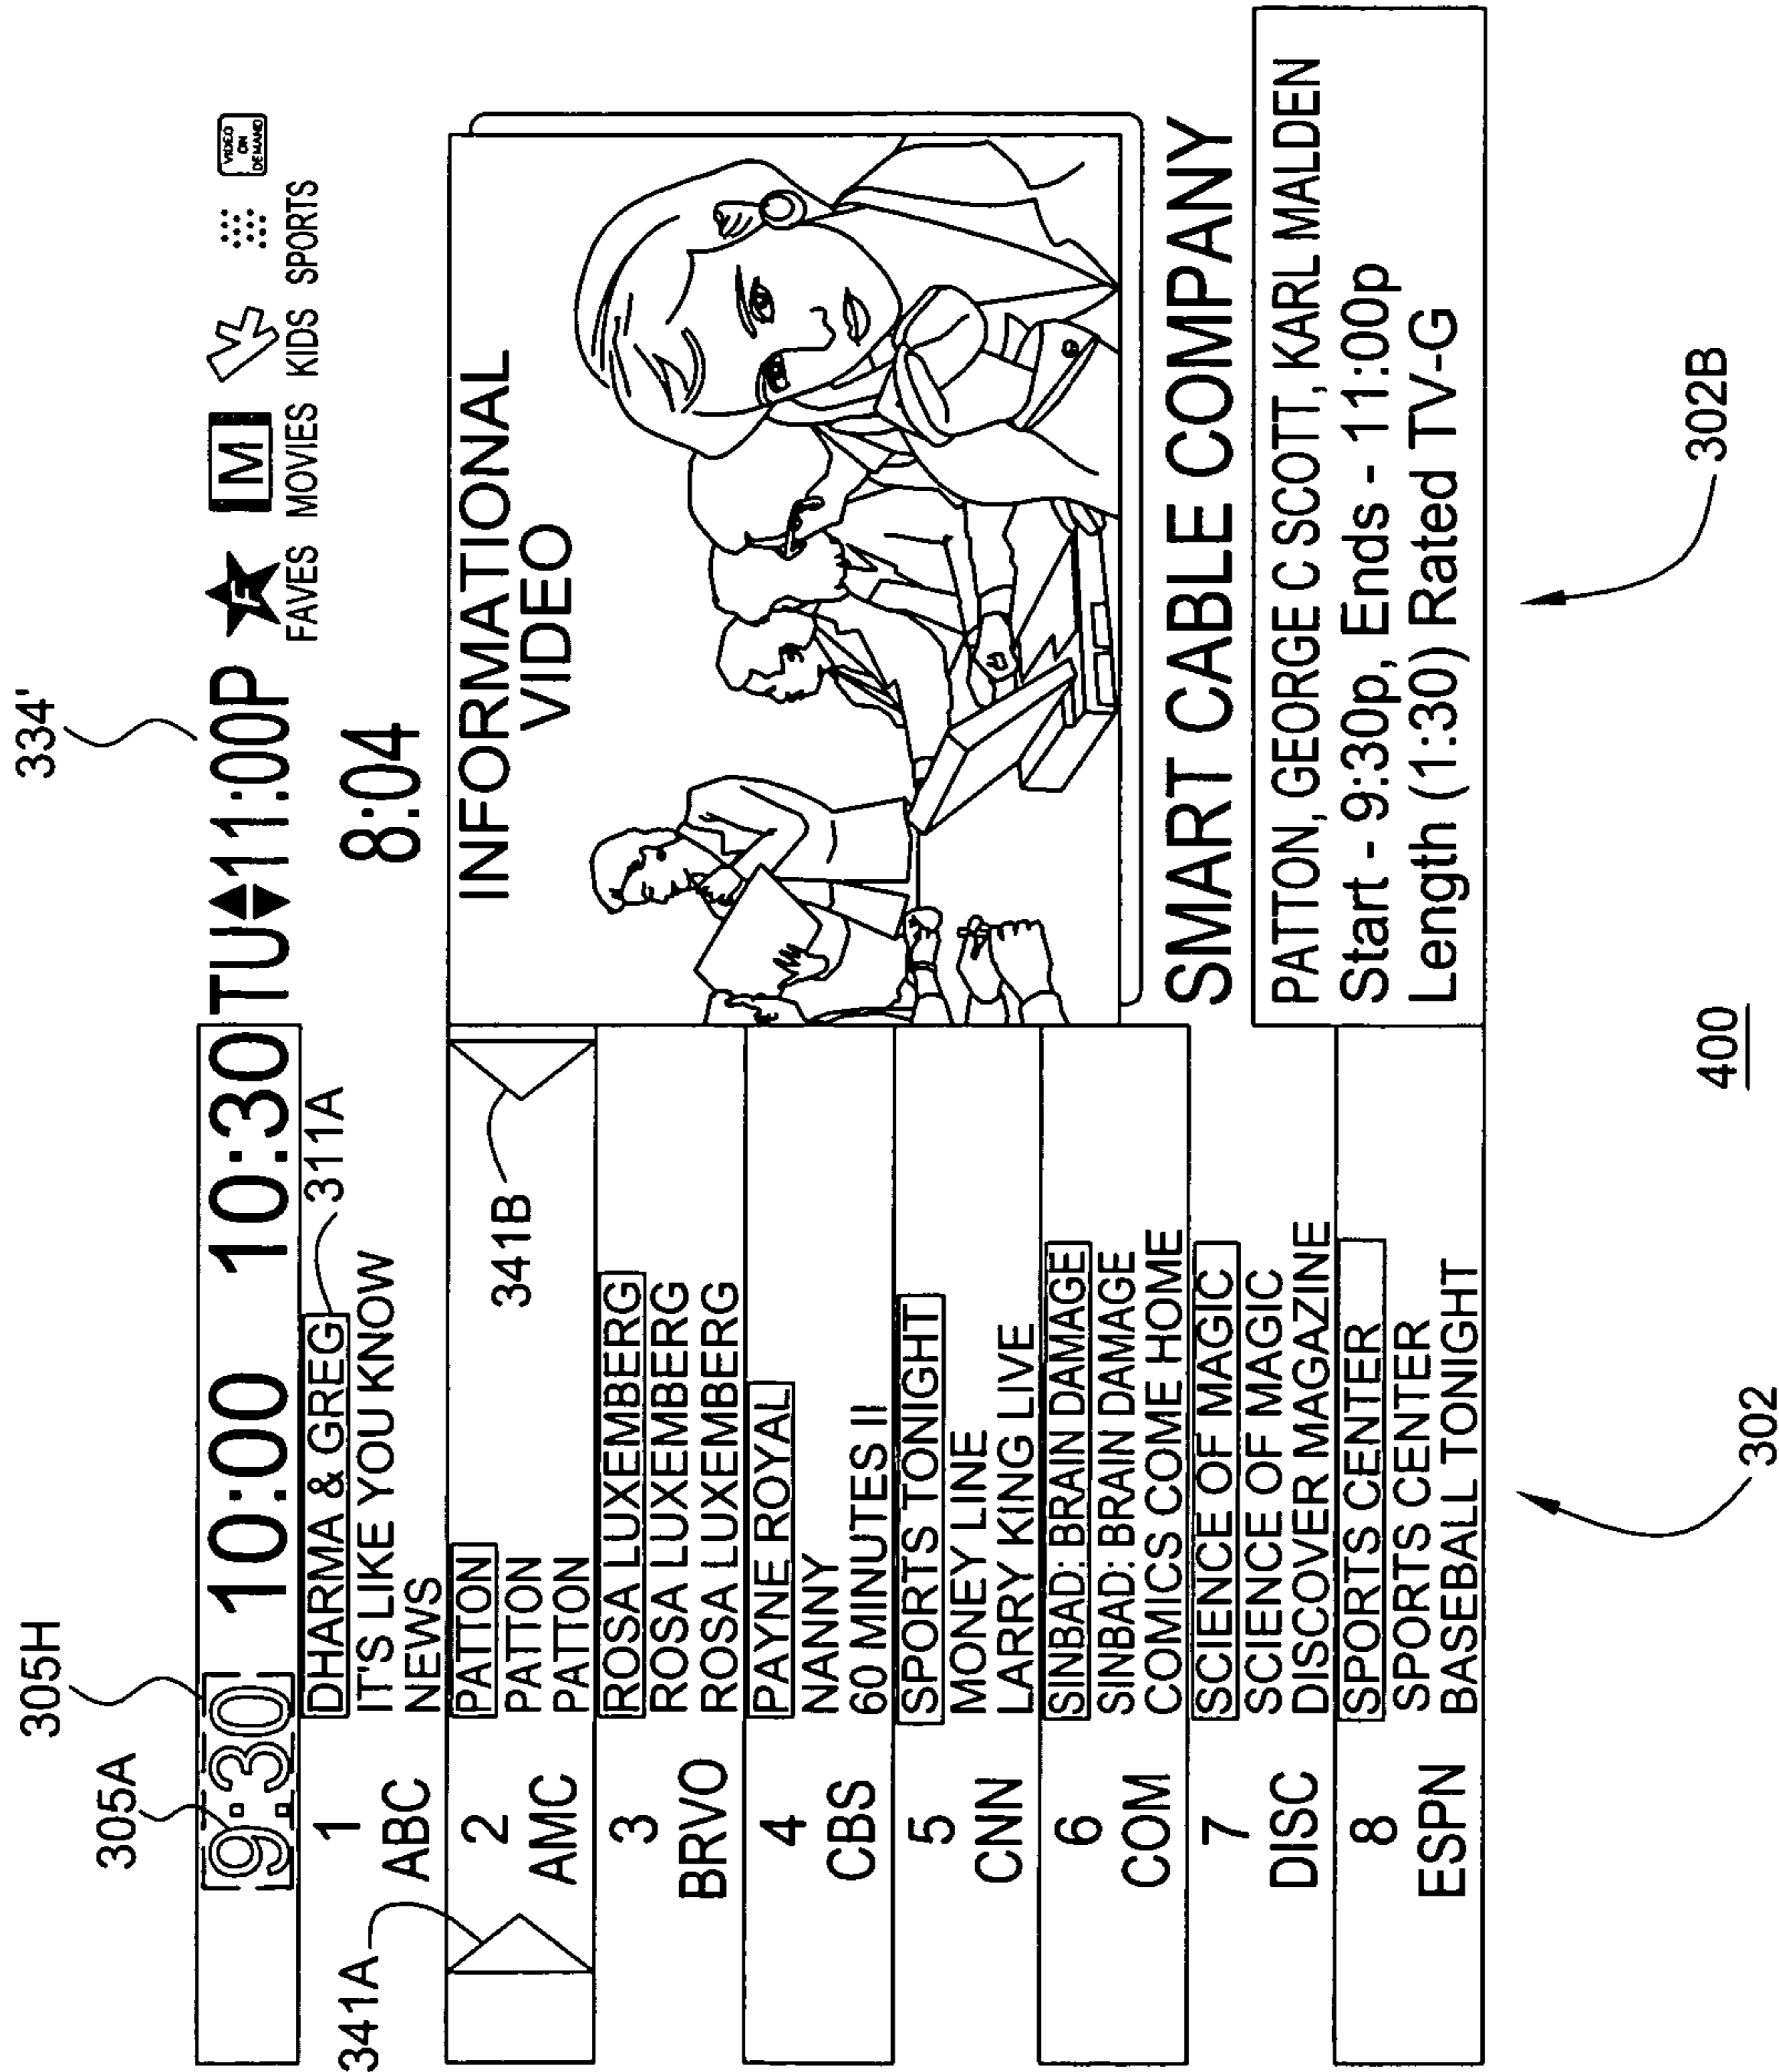 305A
305H
334'
9:30 10:00 10:30 TU 11:00P
F M VIDEO ON DEMAND
FAVES MOVIES KIDS SPORTS
311A
8:04
1 DHARMA & GREG
IT'S LIKE YOU KNOW
ABC NEWS
341A
2 PATTON
PATTON
AMC PATTON
341B
3 ROSA LUXEMBERG
ROSA LUXEMBERG
BRVO ROSA LUXEMBERG
4 PAYNE ROYAL
NANNY
CBS 60 MINUTES II
5 SPORTS TONIGHT
MONEY LINE
CNN LARRY KING LIVE
6 SINBAD: BRAIN DAMAGE
SINBAD: BRAIN DAMAGE
COM COMICS COME HOME
7 SCIENCE OF MAGIC
SCIENCE OF MAGIC
DISC DISCOVER MAGAZINE
8 SPORTS CENTER
SPORTS CENTER
ESPN BASEBALL TONIGHT
INFORMATIONAL
VIDEO
SMART CABLE COMPANY
PATTON, GEORGE C SCOTT, KARL MALDEN
Start - 9:30p, Ends - 11:00p
Length (1:30) Rated TV-G
302
302B
400